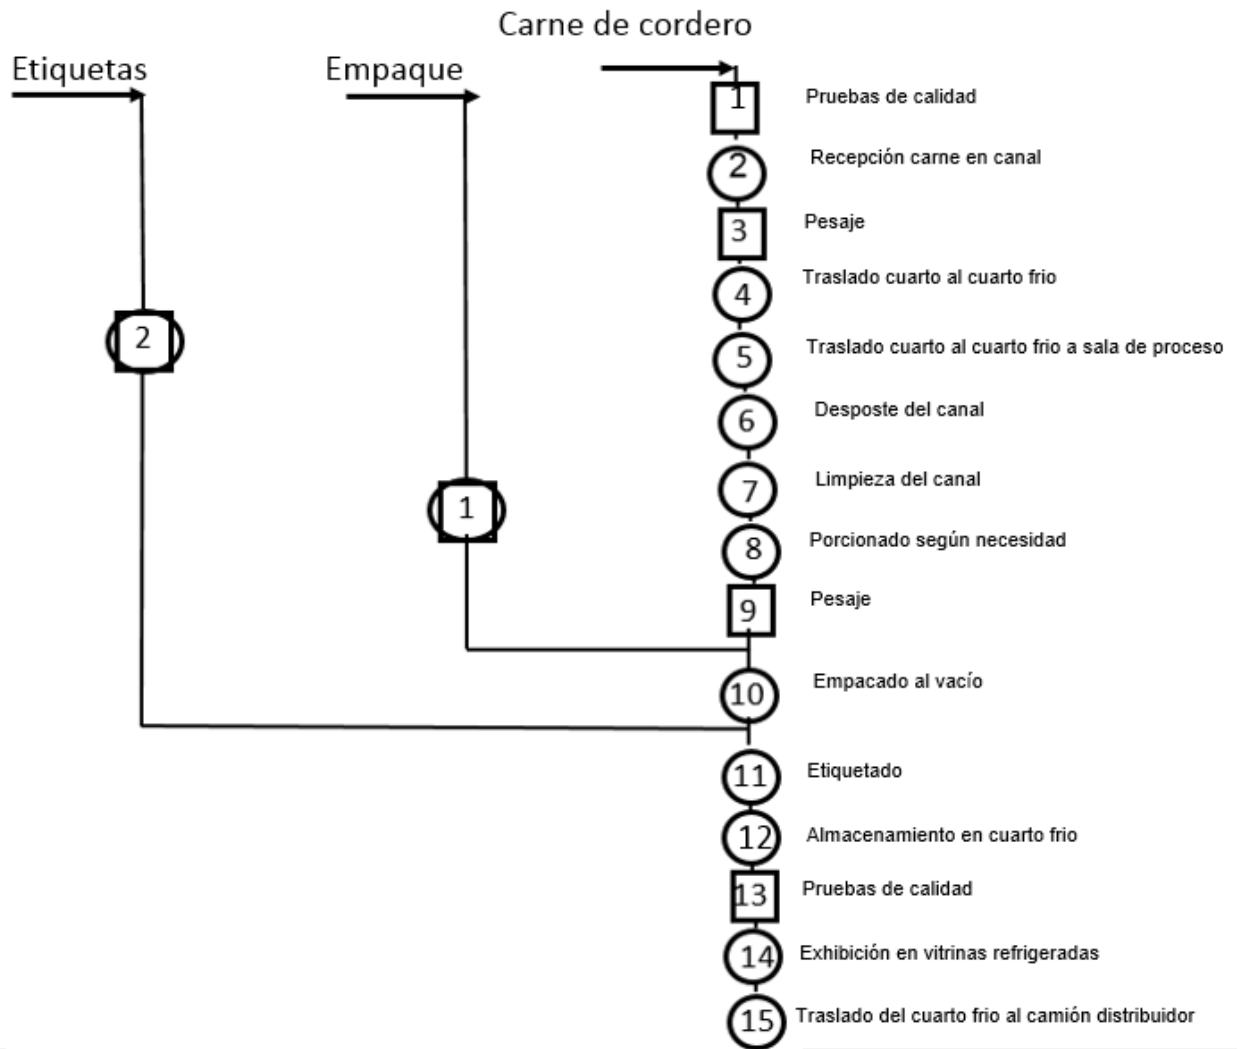 Carne de cordero
Etiquetas
Empaque
1 Pruebas de calidad
2 Recepción carne en canal
3 Pesaje
4 Traslado cuarto al cuarto frio
2
5 Traslado cuarto al cuarto frio a sala de proceso
6 Desposte del canal
7 Limpieza del canal
1
8 Porcionado según necesidad
9 Pesaje
10 Empacado al vacío
11 Etiquetado
12 Almacenamiento en cuarto frio
13 Pruebas de calidad
14 Exhibición en vitrinas refrigeradas
15 Traslado del cuarto frio al camión distribuidor